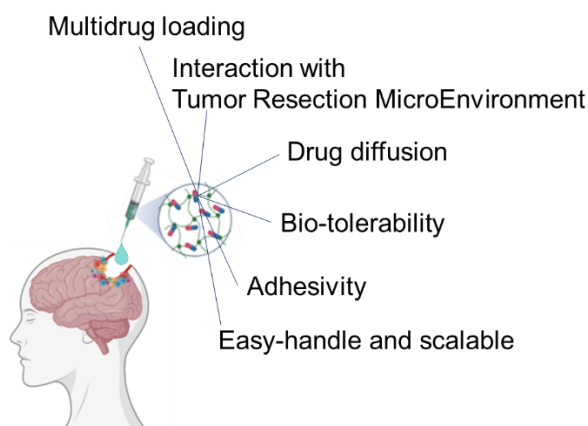 Multidrug loading
Interaction with
Tumor Resection MicroEnvironment
Drug diffusion
Bio-tolerability
Adhesivity
Easy-handle and scalable